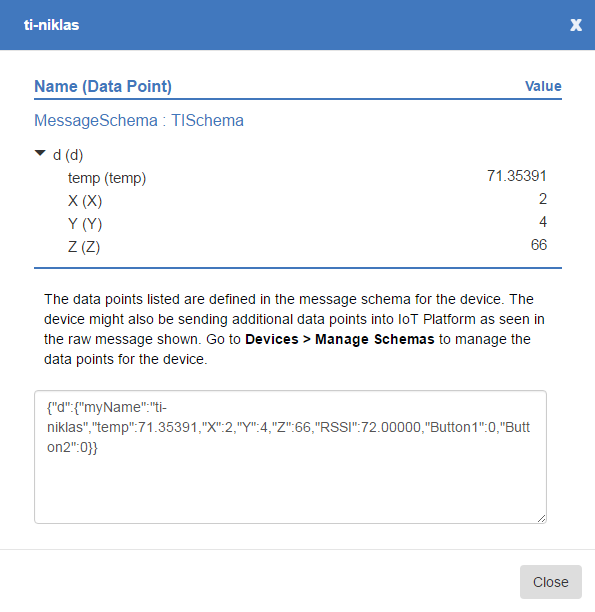 ti-niklas X
Name (Data Point) Value
MessageSchema : TISchema
d (d)
temp (temp) 71.35391
X (X) 2
Y (Y) 4
Z (Z) 66
The data points listed are defined in the message schema for the device. The
device might also be sending additional data points into IoT Platform as seen in
the raw message shown. Go to Devices > Manage Schemas to manage the
data points for the device.
{"d":{"myName":"ti-
niklas","temp":71.35391,"X":2,"Y":4,"Z":66,"RSSI":72.00000,"Button1":0,"Butt
on2":0}}
Close